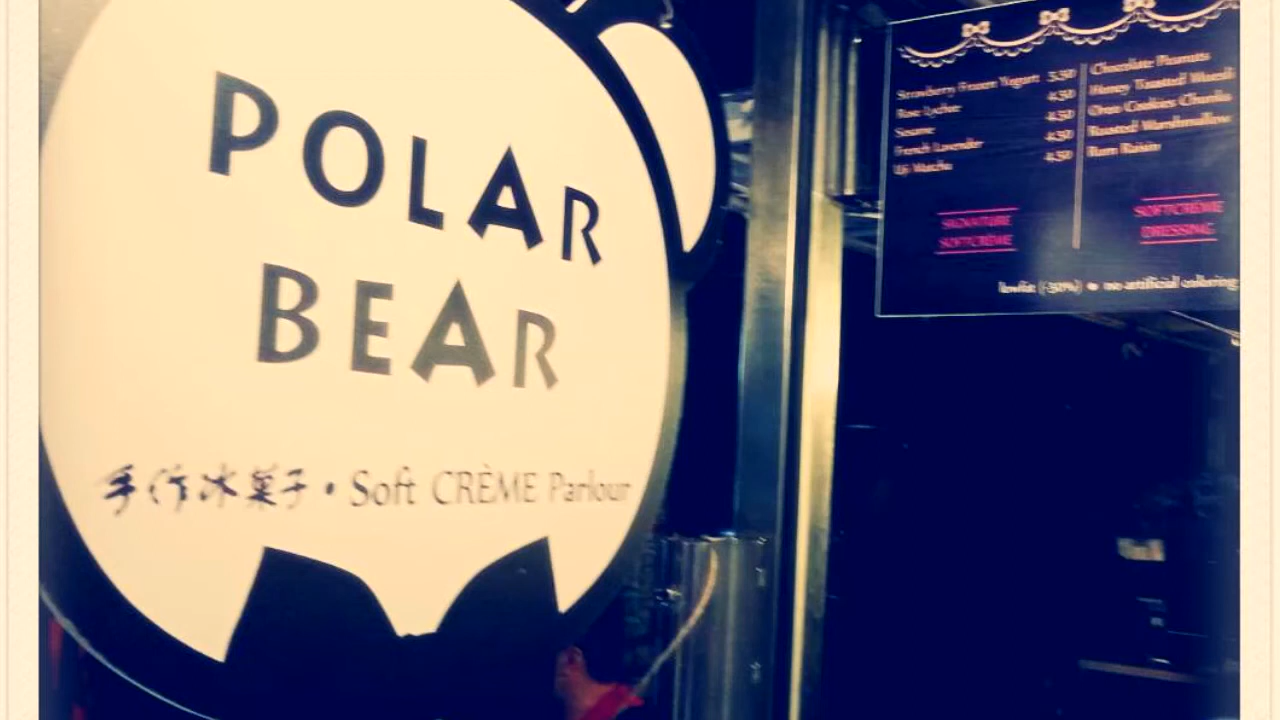 POLAR
BEAR
手作冰菓子 • Soft CRÈME Parlour
Strawberry Frozen Yogurt 5.50
Rose Lychee 4.50
Sesame 4.50
French Lavender 4.50
Uji Matcha 4.50
SIGNATURE
SOFTCRÈME
Chocolate Peanuts
Honey Toasted Muesli
Oreo Cookies Chunks
Roasted Marshmallow
Rum Raisin
SOFTCRÈME
DRESSING
lowfat (-30%) • no artificial coloring